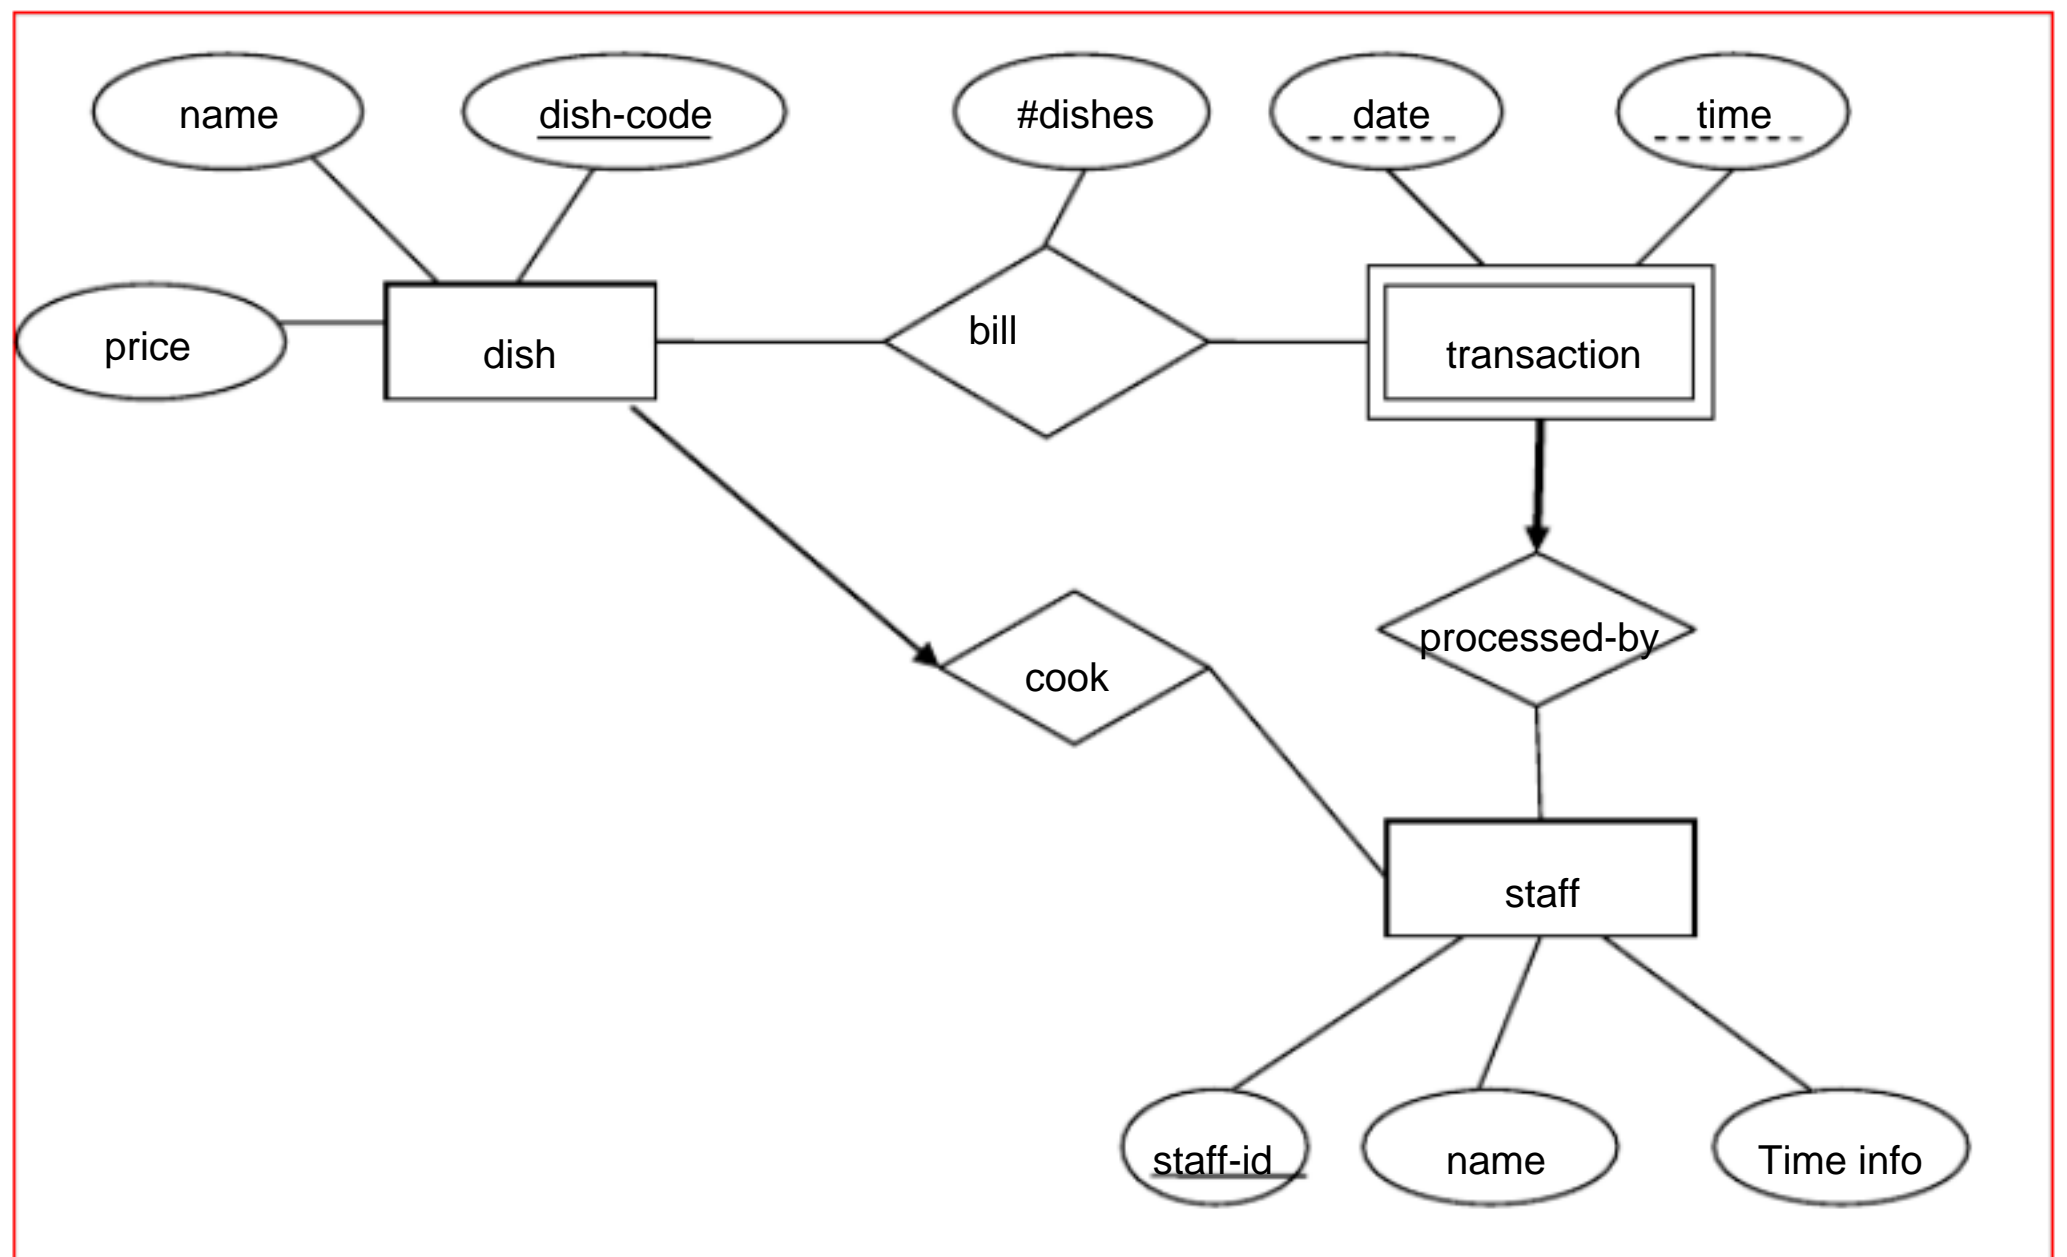 name
dish-code
#dishes
date
time
price
dish
bill
transaction
cook
processed-by
staff
staff-id
name
Time info